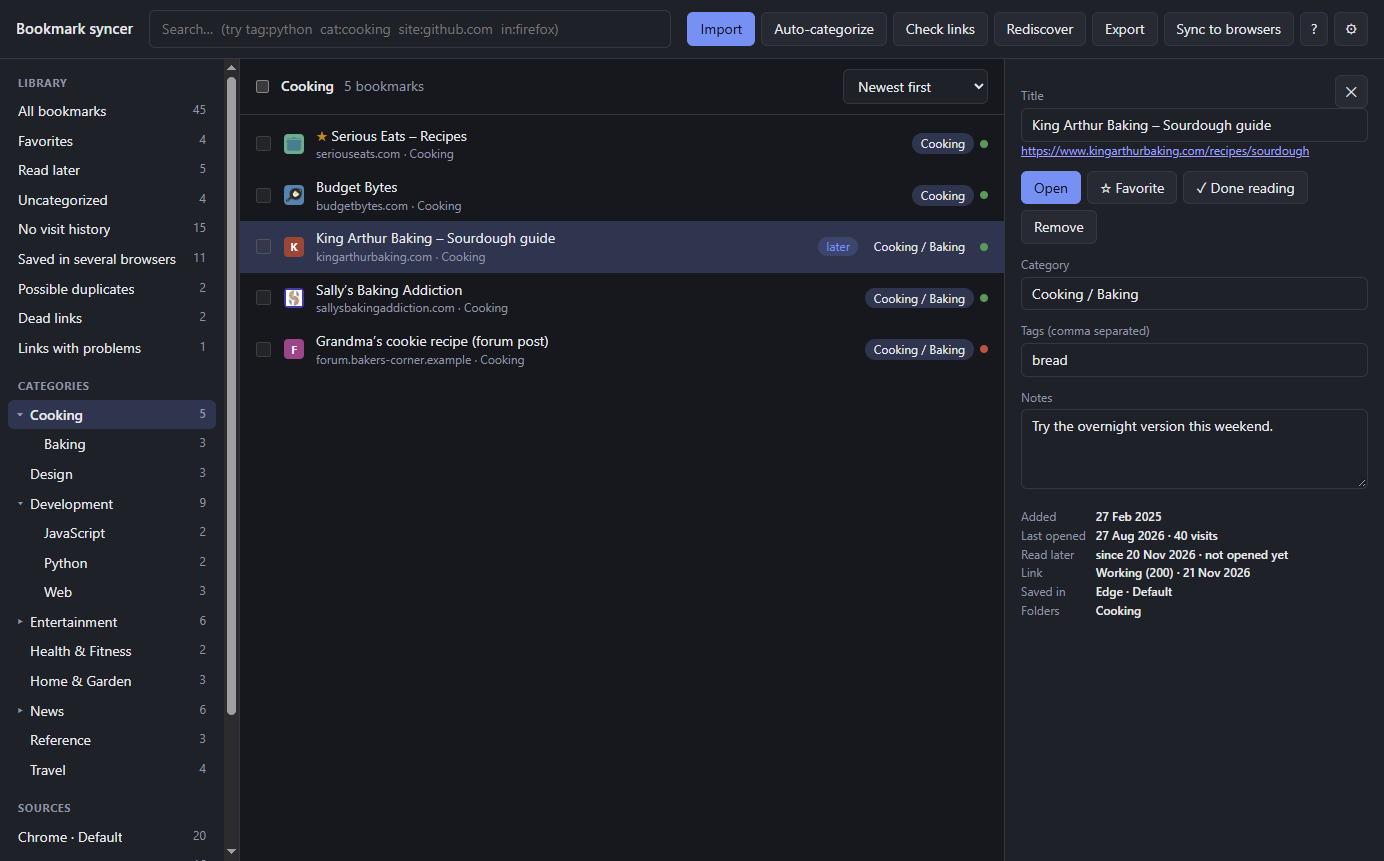 Bookmark syncer
Search... (try tag:python cat:cooking site:github.com in:firefox)
Import
Auto-categorize
Check links
Rediscover
Export
Sync to browsers
?
LIBRARY
All bookmarks 45
Favorites 4
Read later 5
Uncategorized 4
No visit history 15
Saved in several browsers 11
Possible duplicates 2
Dead links 2
Links with problems 1
CATEGORIES
Cooking 5
Baking 3
Design 3
Development 9
JavaScript 2
Python 2
Web 3
Entertainment 6
Health & Fitness 2
Home & Garden 3
News 6
Reference 3
Travel 4
SOURCES
Chrome · Default 20
Cooking 5 bookmarks
Newest first
★ Serious Eats – Recipes
seriouseats.com · Cooking
Cooking
Budget Bytes
budgetbytes.com · Cooking
Cooking
K
King Arthur Baking – Sourdough guide
kingarthurbaking.com · Cooking
later
Cooking / Baking
Sally’s Baking Addiction
sallysbakingaddiction.com · Cooking
Cooking / Baking
F
Grandma’s cookie recipe (forum post)
forum.bakers-corner.example · Cooking
Cooking / Baking
Title
King Arthur Baking – Sourdough guide
https://www.kingarthurbaking.com/recipes/sourdough
Open
☆ Favorite
✓ Done reading
Remove
Category
Cooking / Baking
Tags (comma separated)
bread
Notes
Try the overnight version this weekend.
Added 27 Feb 2025
Last opened 27 Aug 2026 · 40 visits
Read later since 20 Nov 2026 · not opened yet
Link Working (200) · 21 Nov 2026
Saved in Edge · Default
Folders Cooking